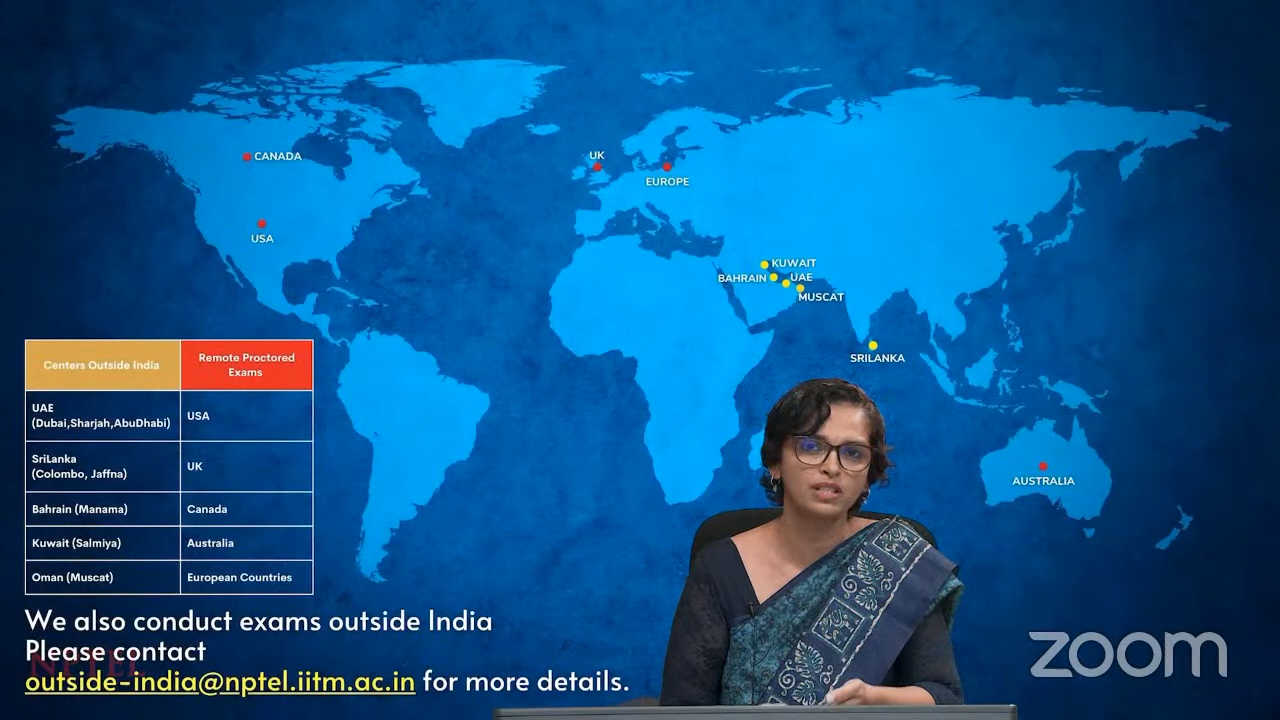 CANADA
UK
EUROPE
USA
KUWAIT
BAHRAIN
UAE
MUSCAT
SRILANKA
AUSTRALIA
Centers Outside India
Remote Proctored
Exams
UAE
(Dubai,Sharjah,AbuDhabi)
USA
SriLanka
(Colombo, Jaffna)
UK
Bahrain (Manama)
Canada
Kuwait (Salmiya)
Australia
Oman (Muscat)
European Countries
We also conduct exams outside India
Please contact
NPTEL
outside-india@nptel.iitm.ac.in for more details.
zoom